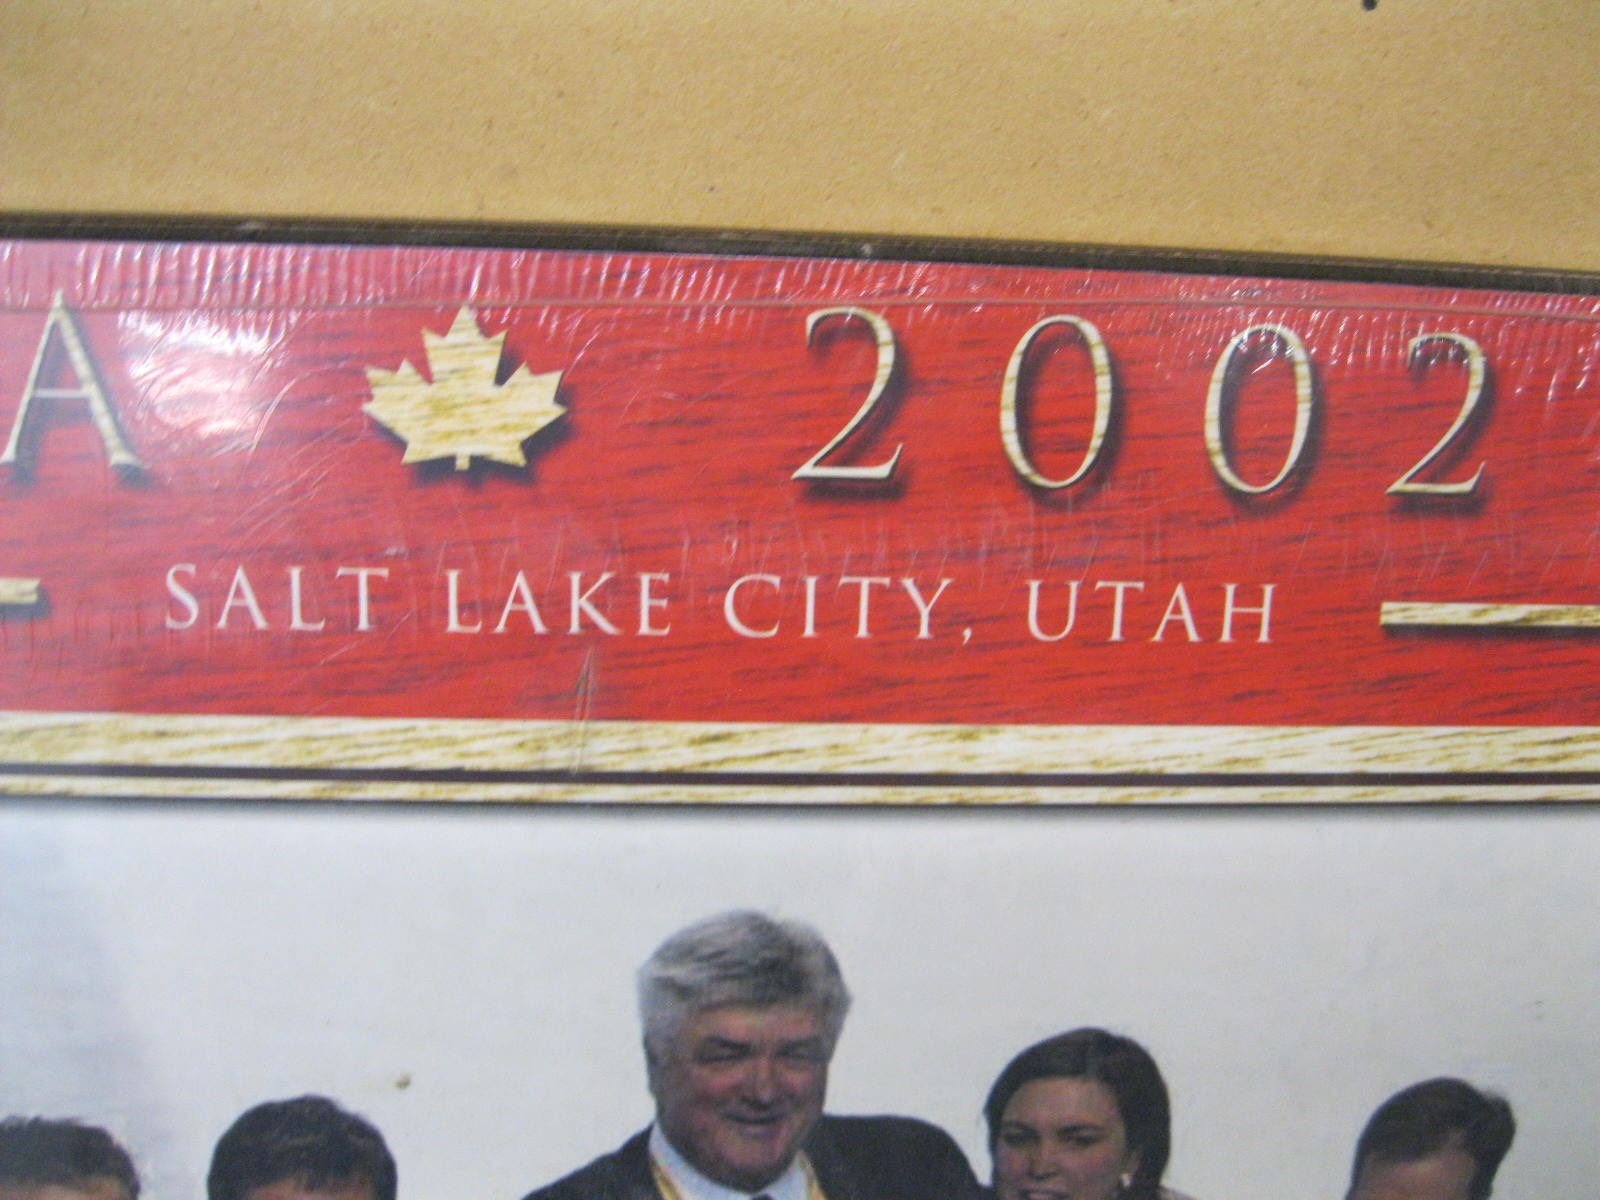 A 2002
SALT LAKE CITY, UTAH